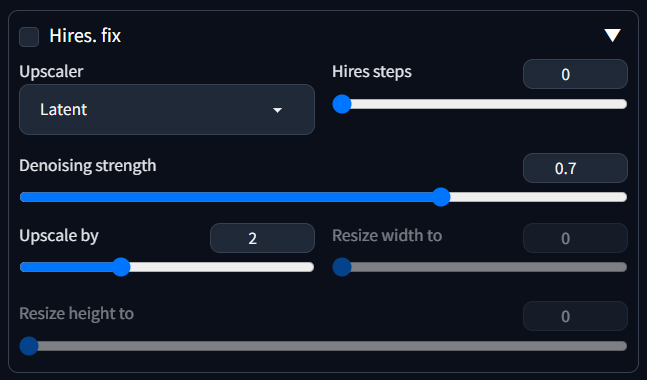 Hires. fix
Upscaler
Hires steps 0
Latent
Denoising strength 0.7
Upscale by 2 Resize width to 0
Resize height to 0